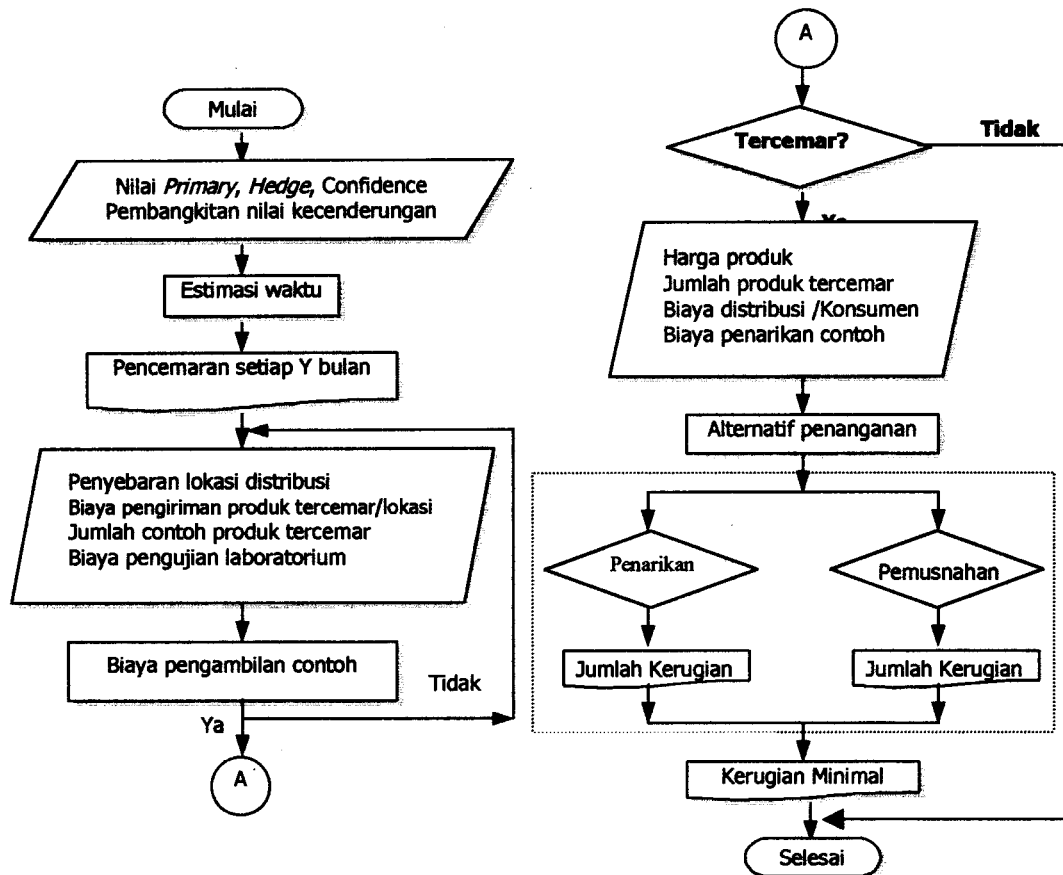 Mulai
Nilai Primary, Hedge, Confidence
Pembangkitan nilai kecenderungan
Estimasi waktu
Pencemaran setiap Y bulan
Penyebaran lokasi distribusi
Biaya pengiriman produk tercemar/lokasi
Jumlah contoh produk tercemar
Biaya pengujian laboratorium
Biaya pengambilan contoh
Tidak
Ya
A
A
Tercemar?
Tidak
Harga produk
Jumlah produk tercemar
Biaya distribusi /Konsumen
Biaya penarikan contoh
Alternatif penanganan
Penarikan
Pemusnahan
Jumlah Kerugian
Jumlah Kerugian
Kerugian Minimal
Selesai